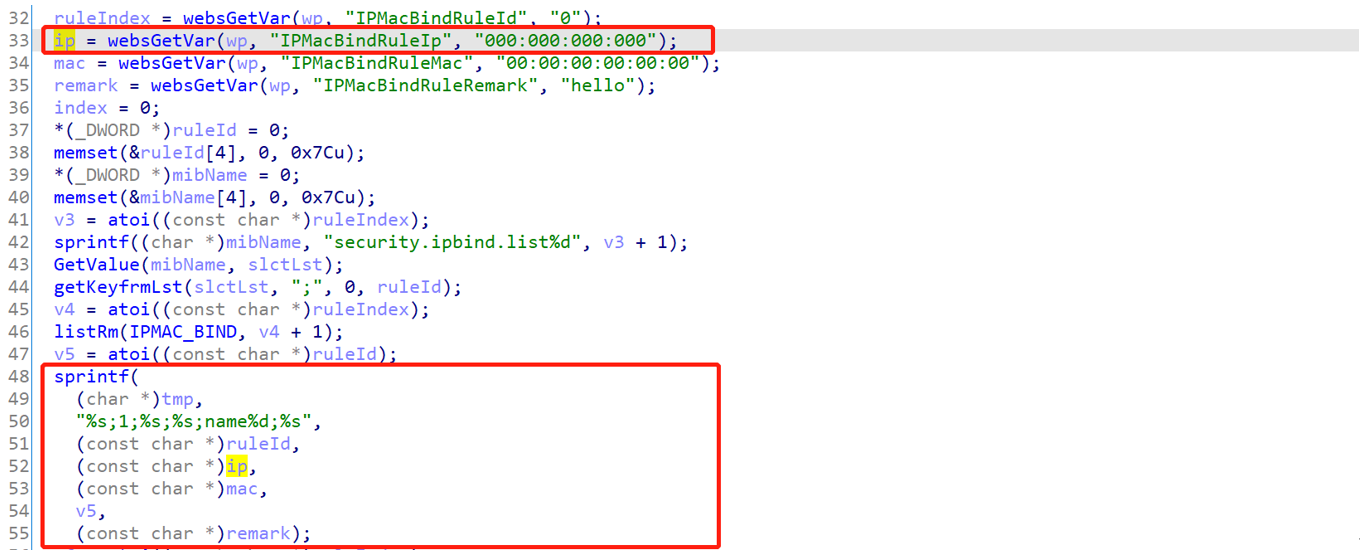 32 ruleIndex = websGetVar(wp, "IPMacBindRuleId", "0");
33 ip = websGetVar(wp, "IPMacBindRuleIp", "000:000:000:000");
34 mac = websGetVar(wp, "IPMacBindRuleMac", "00:00:00:00:00:00");
35 remark = websGetVar(wp, "IPMacBindRuleRemark", "hello");
36 index = 0;
37 *(_DWORD *)ruleId = 0;
38 memset(&ruleId[4], 0, 0x7Cu);
39 *(_DWORD *)mibName = 0;
40 memset(&mibName[4], 0, 0x7Cu);
41 v3 = atoi((const char *)ruleIndex);
42 sprintf((char *)mibName, "security.ipbind.list%d", v3 + 1);
43 GetValue(mibName, slctLst);
44 getKeyfrmLst(slctLst, ";", 0, ruleId);
45 v4 = atoi((const char *)ruleIndex);
46 listRm(IPMAC_BIND, v4 + 1);
47 v5 = atoi((const char *)ruleId);
48 sprintf(
49 (char *)tmp,
50 "%s;1;%s;%s;name%d;%s",
51 (const char *)ruleId,
52 (const char *)ip,
53 (const char *)mac,
54 v5,
55 (const char *)remark);